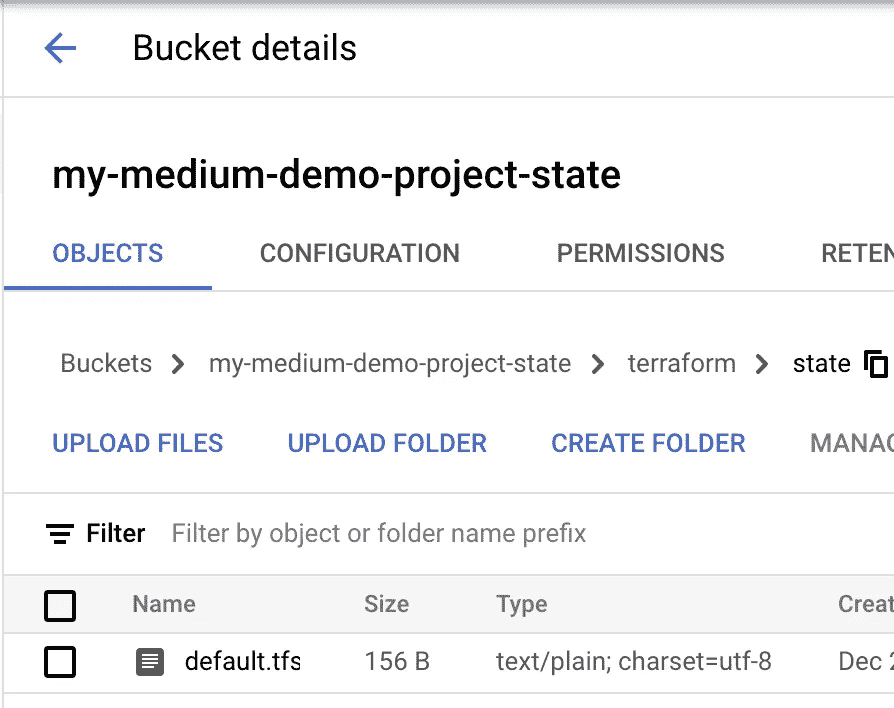 Bucket details
my-medium-demo-project-state
OBJECTS CONFIGURATION PERMISSIONS RETEN
Buckets > my-medium-demo-project-state > terraform > state
UPLOAD FILES UPLOAD FOLDER CREATE FOLDER MANAG
Filter Filter by object or folder name prefix
Name Size Type Creat
default.tfs 156 B text/plain; charset=utf-8 Dec 2